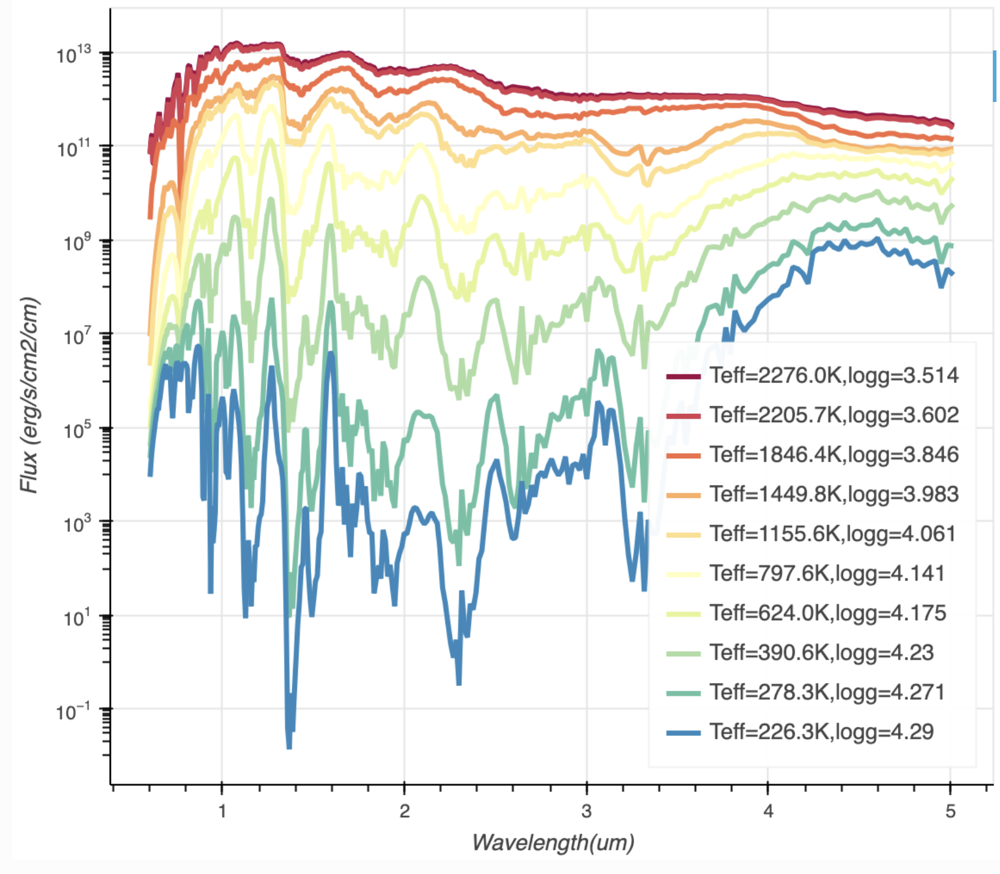 10^13
10^11
10^9
10^7
10^5
10^3
10^1
10^−1
Flux (erg/s/cm2/cm)
1
2
3
4
5
Wavelength(um)
Teff=2276.0K,logg=3.514
Teff=2205.7K,logg=3.602
Teff=1846.4K,logg=3.846
Teff=1449.8K,logg=3.983
Teff=1155.6K,logg=4.061
Teff=797.6K,logg=4.141
Teff=624.0K,logg=4.175
Teff=390.6K,logg=4.23
Teff=278.3K,logg=4.271
Teff=226.3K,logg=4.29